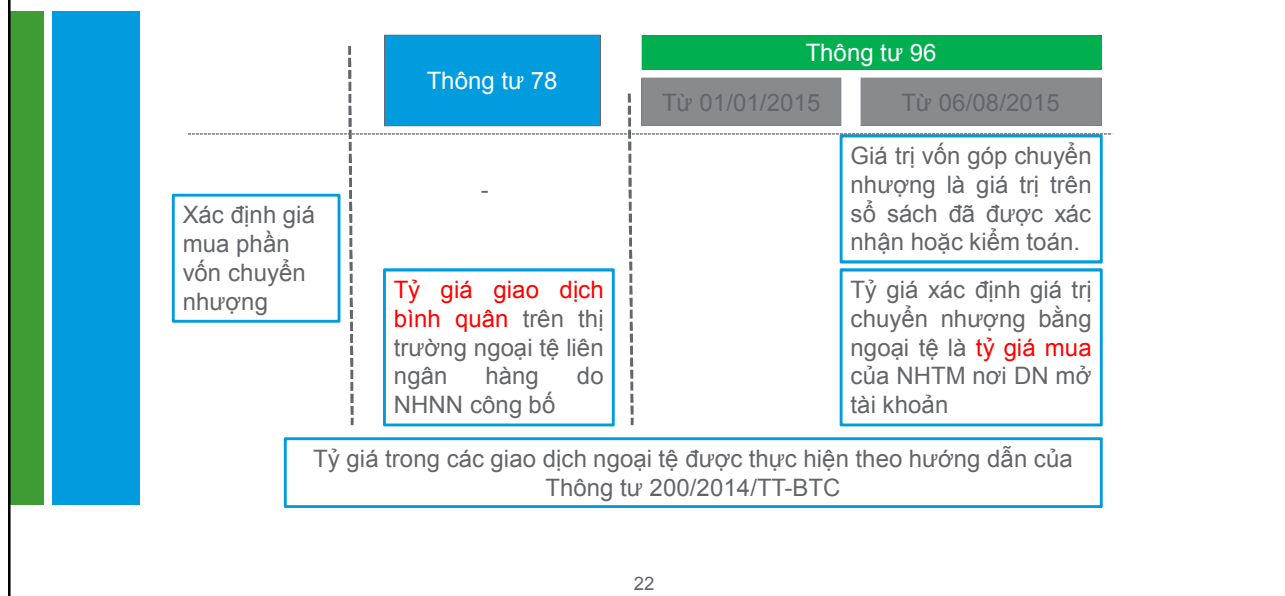 Thông tư 78
Thông tư 96
Từ 01/01/2015
Từ 06/08/2015
Xác định giá
mua phần
vốn chuyển
nhượng
-
Giá trị vốn góp chuyển
nhượng là giá trị trên
sổ sách đã được xác
nhận hoặc kiểm toán.
Tỷ giá giao dịch
bình quân trên thị
trường ngoại tệ liên
ngân hàng do
NHNN công bố
Tỷ giá xác định giá trị
chuyển nhượng bằng
ngoại tệ là tỷ giá mua
của NHTM nơi DN mở
tài khoản
Tỷ giá trong các giao dịch ngoại tệ được thực hiện theo hướng dẫn của
Thông tư 200/2014/TT-BTC
22